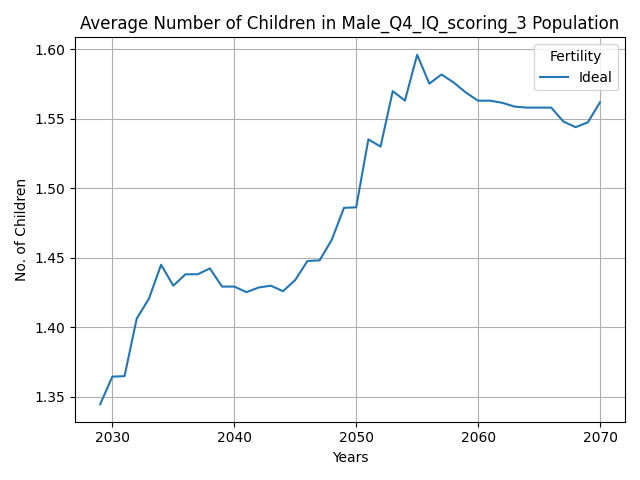 Average Number of Children in Male_Q4_IQ_scoring_3 Population
Fertility
Ideal
No. of Children
1.60
1.55
1.50
1.45
1.40
1.35
2030
2040
2050
2060
2070
Years